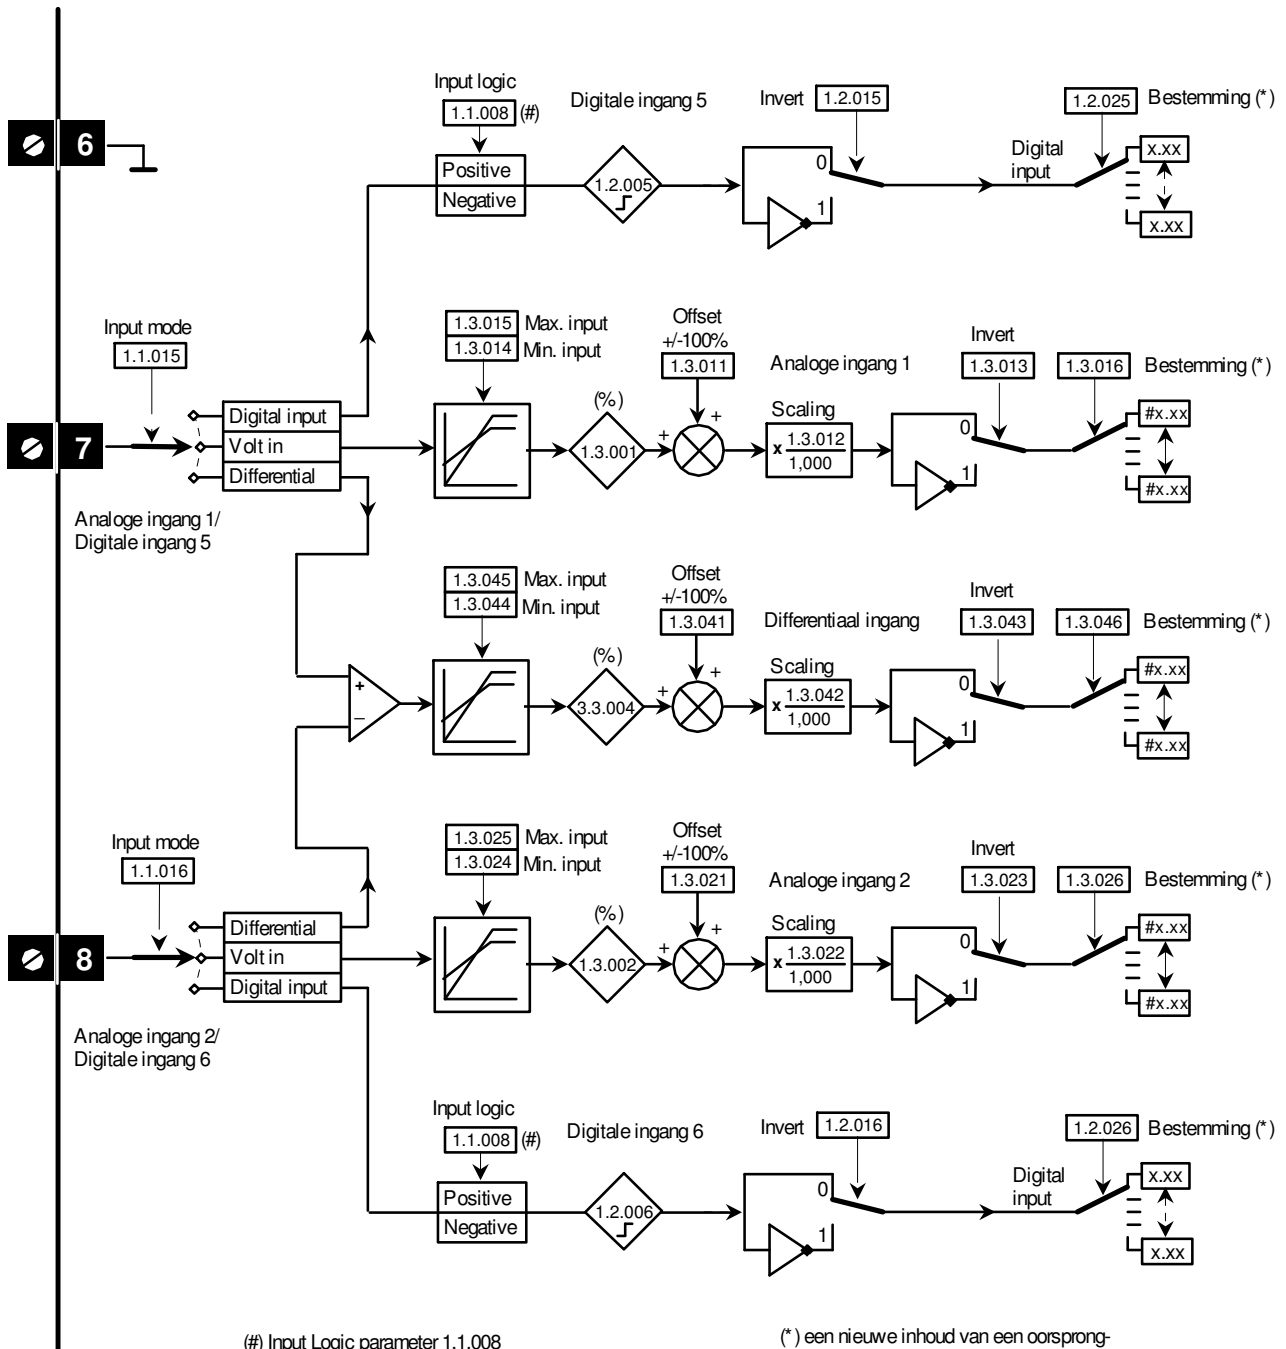 Input logic
1.1.008 (#)
Digitale ingang 5
Invert 1.2.015
1.2.025 Bestemming (*)
6
Positive
Negative
1.2.005
0
1
Digital
input
x.xx
x.xx
Input mode
1.1.015
1.3.015 Max. input
1.3.014 Min. input
Offset
+/-100%
1.3.011
Analoge ingang 1
Invert
1.3.013
1.3.016
Bestemming (*)
7
Digital input
Volt in
Differential
(%)
1.3.001
+
+
Scaling
x 1.3.012
1,000
0
1
#x.xx
#x.xx
Analoge ingang 1/
Digitale ingang 5
1.3.045 Max. input
1.3.044 Min. input
Offset
+/-100%
1.3.041
Differentiaal ingang
Invert
1.3.043
1.3.046
Bestemming (*)
+
–
(%)
3.3.004
+
+
Scaling
x 1.3.042
1,000
0
1
#x.xx
#x.xx
Input mode
1.1.016
1.3.025 Max. input
1.3.024 Min. input
Offset
+/-100%
1.3.021
Analoge ingang 2
Invert
1.3.023
1.3.026
Bestemming (*)
8
Differential
Volt in
Digital input
(%)
1.3.002
+
+
Scaling
x 1.3.022
1,000
0
1
#x.xx
#x.xx
Analoge ingang 2/
Digitale ingang 6
Input logic
1.1.008 (#)
Digitale ingang 6
Invert 1.2.016
1.2.026 Bestemming (*)
Positive
Negative
1.2.006
0
1
Digital
input
x.xx
x.xx
(#) Input Logic parameter 1.1.008
(*) een nieuwe inhoud van een oorsprong-